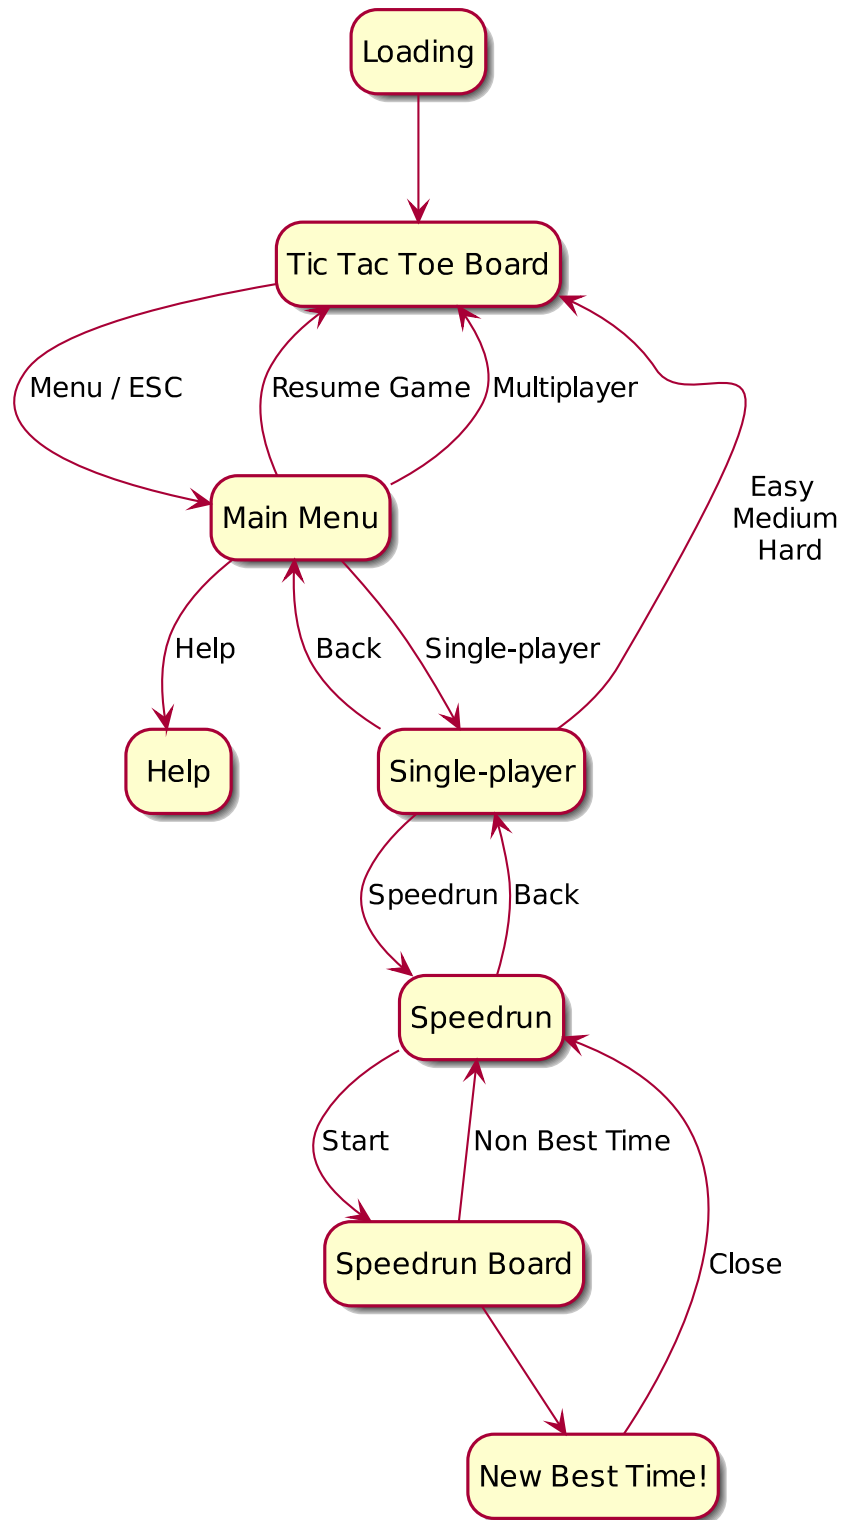 Loading
Tic Tac Toe Board
Menu / ESC
Resume Game
Multiplayer
Easy
Medium
Hard
Main Menu
Help
Back
Single-player
Help
Single-player
Speedrun
Back
Speedrun
Start
Non Best Time
Speedrun Board
Close
New Best Time!